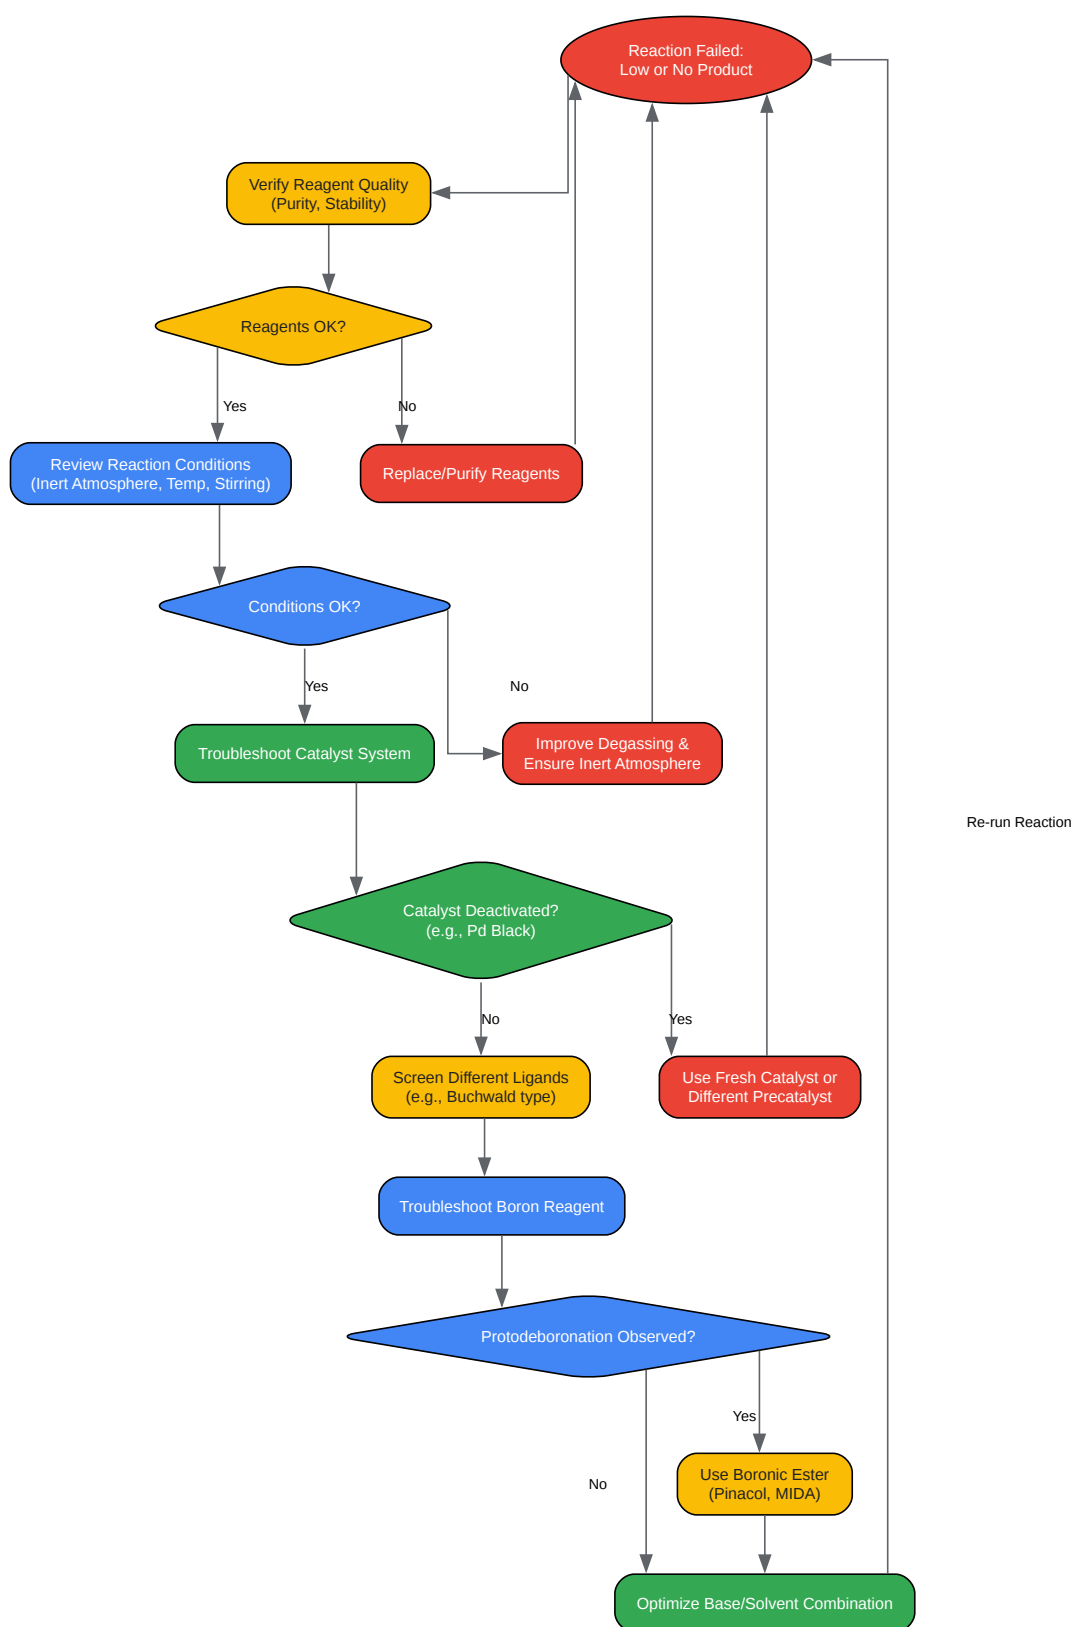 Reaction Failed:
Low or No Product
Verify Reagent Quality
(Purity, Stability)
Reagents OK?
Yes
No
Review Reaction Conditions
(Inert Atmosphere, Temp, Stirring)
Replace/Purify Reagents
Conditions OK?
Yes
No
Troubleshoot Catalyst System
Improve Degassing &
Ensure Inert Atmosphere
Re-run Reaction
Catalyst Deactivated?
(e.g., Pd Black)
No
Yes
Screen Different Ligands
(e.g., Buchwald type)
Use Fresh Catalyst or
Different Precatalyst
Troubleshoot Boron Reagent
Protodeboronation Observed?
Yes
No
Use Boronic Ester
(Pinacol, MIDA)
Optimize Base/Solvent Combination